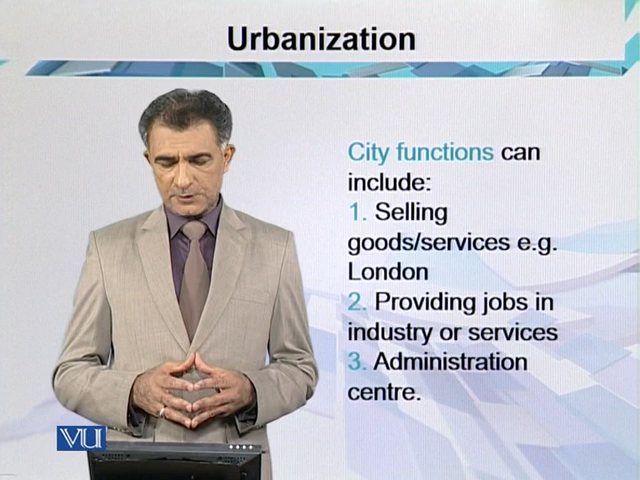 Urbanization
City functions can
include:
1. Selling
goods/services e.g.
London
2. Providing jobs in
industry or services
3. Administration
centre.
VU